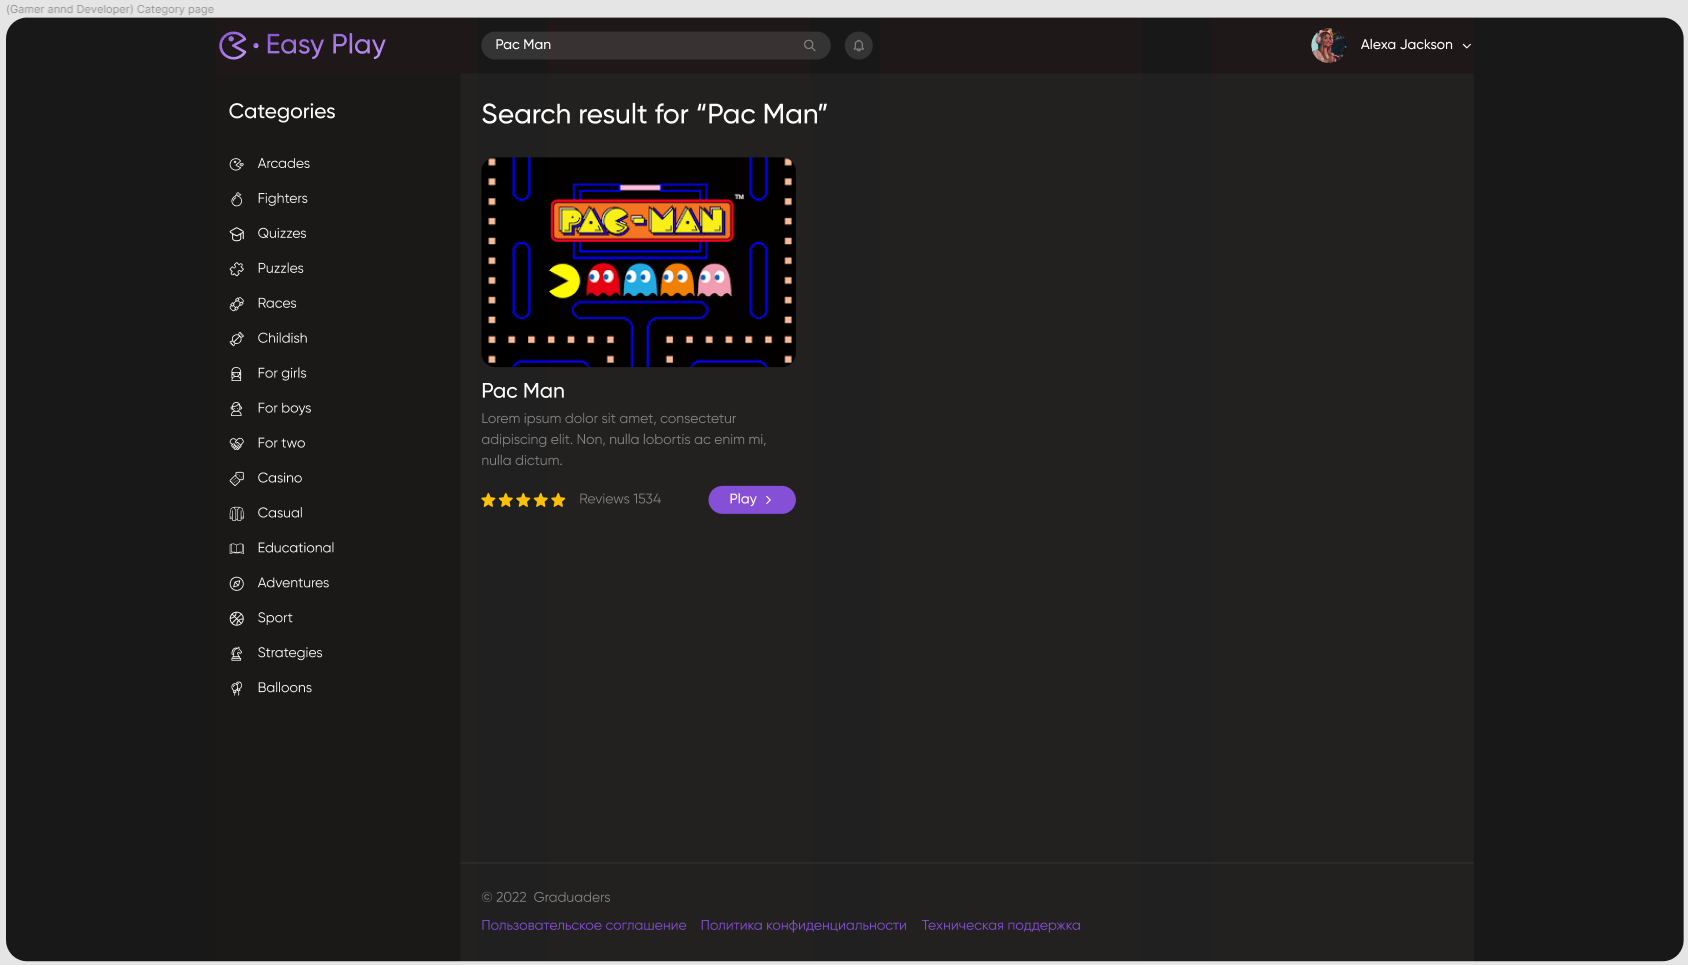 (Gamer annd Developer) Category page
Easy Play
Pac Man
Alexa Jackson
Categories
Arcades
Fighters
Quizzes
Puzzles
Races
Childish
For girls
For boys
For two
Casino
Casual
Educational
Adventures
Sport
Strategies
Balloons
Search result for “Pac Man”
PAC-MAN ™
Pac Man
Lorem ipsum dolor sit amet, consectetur
adipiscing elit. Non, nulla lobortis ac enim mi,
nulla dictum.
Reviews 1534
Play
© 2022 Graduaders
Пользовательское соглашение Политика конфиденциальности Техническая поддержка